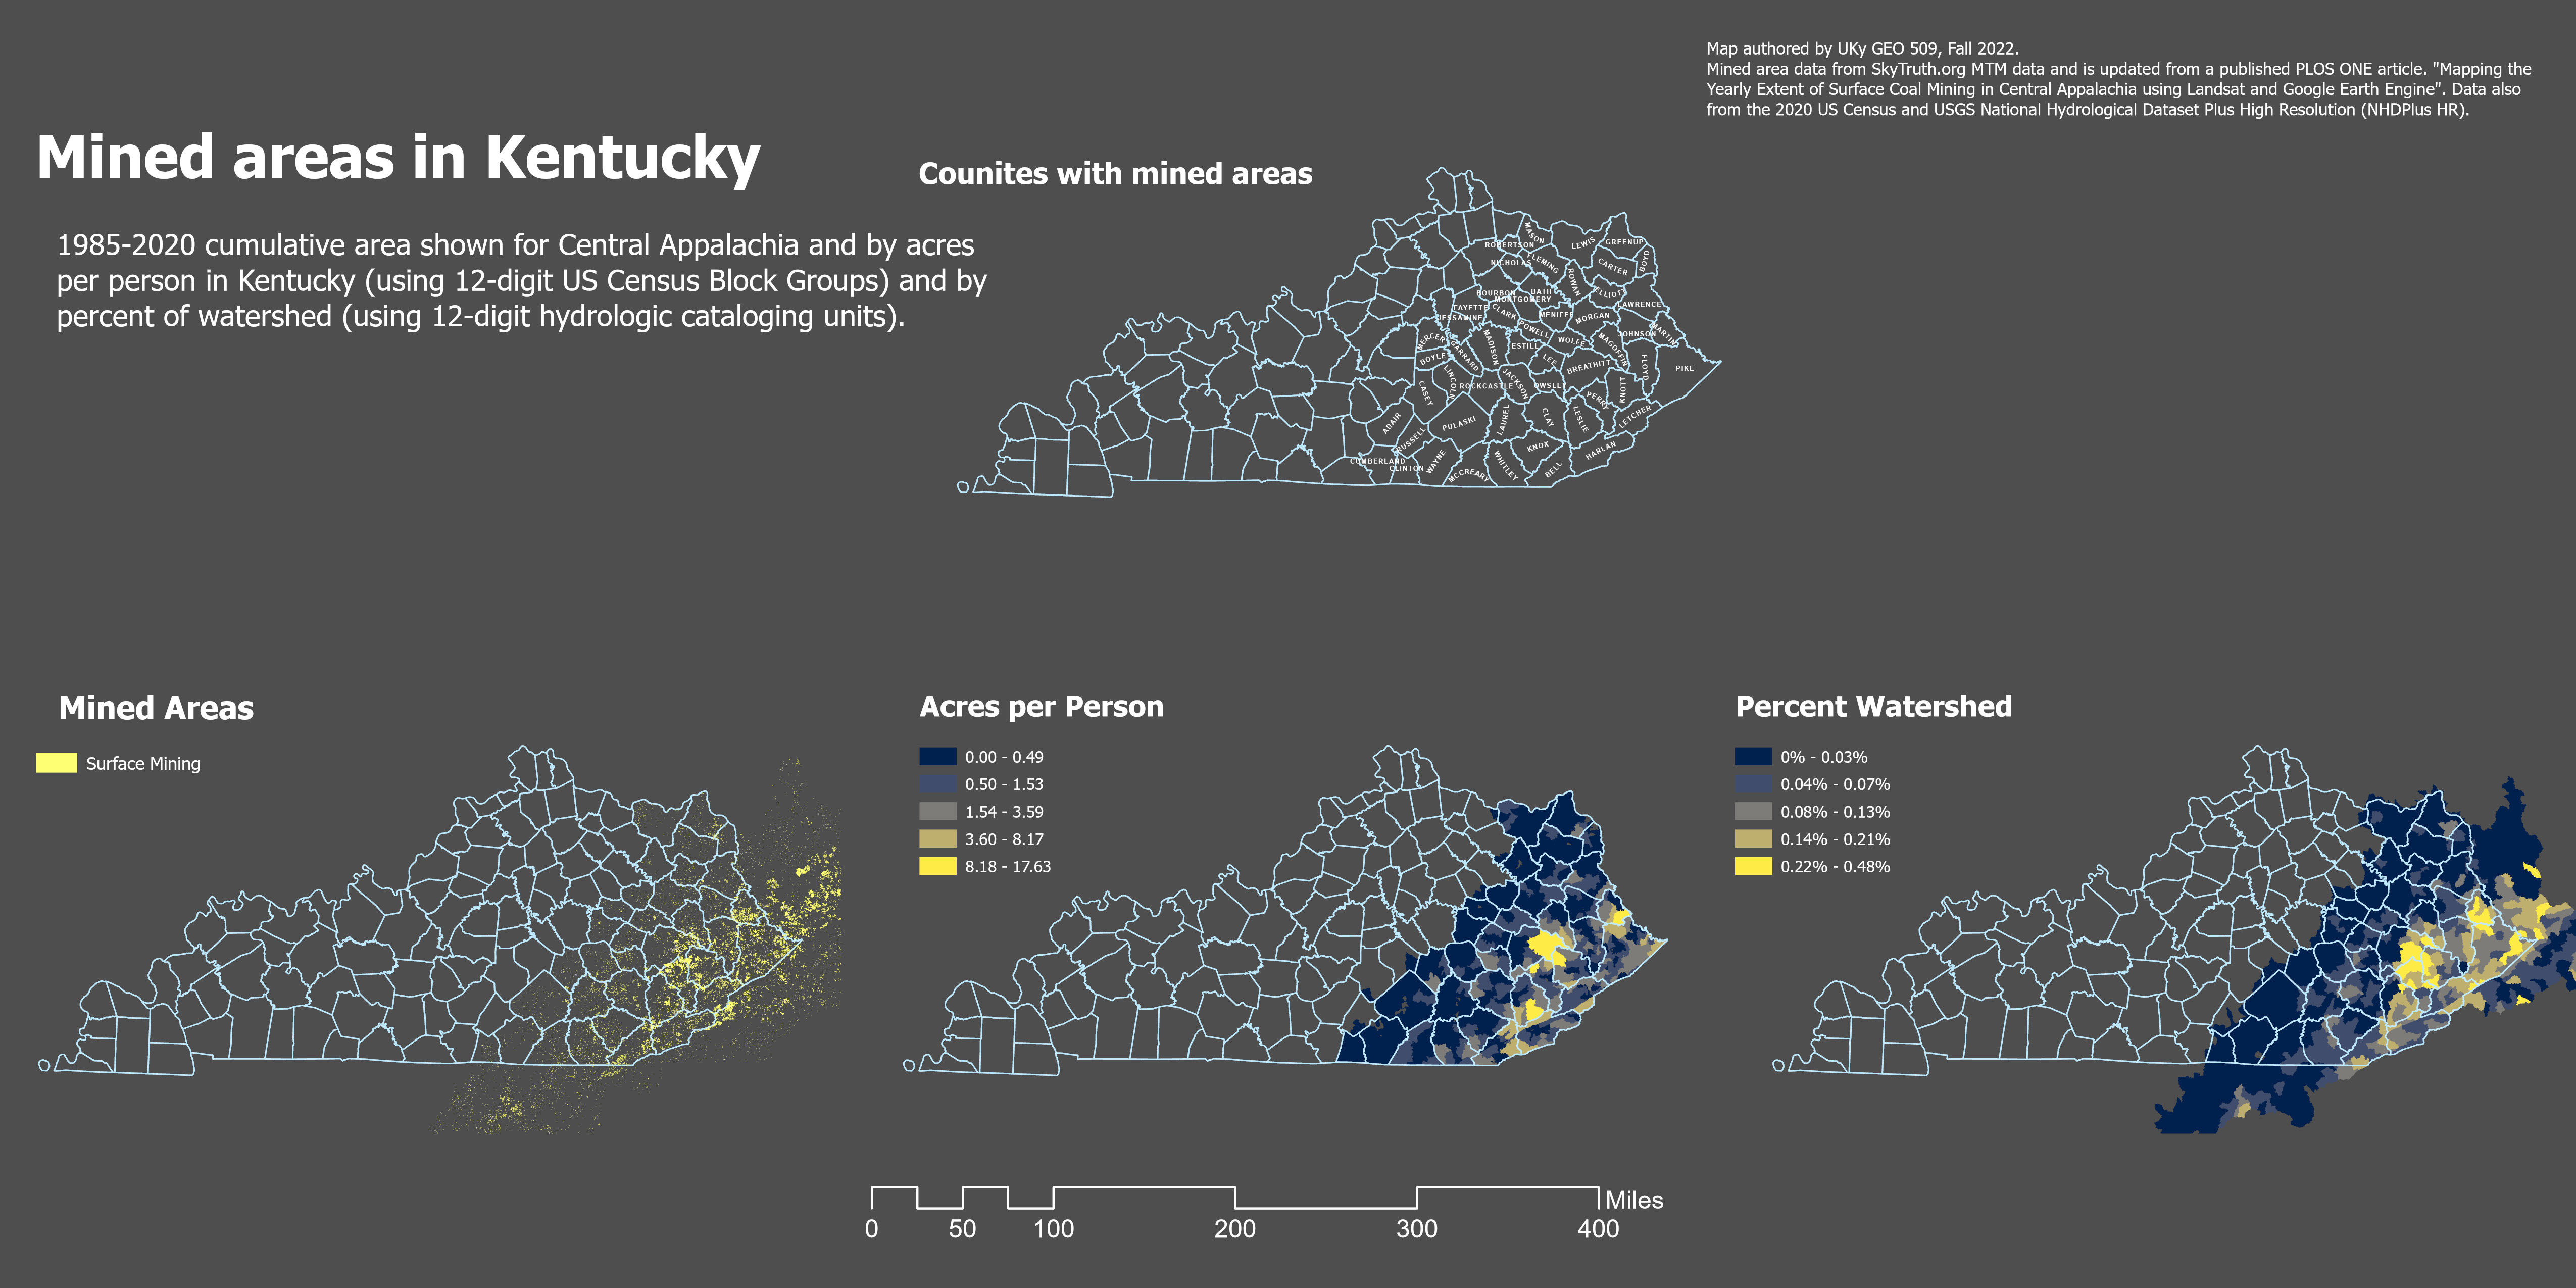 Map authored by UKy GEO 509, Fall 2022.
Mined area data from SkyTruth.org MTM data and is updated from a published PLOS ONE article. "Mapping the
Yearly Extent of Surface Coal Mining in Central Appalachia using Landsat and Google Earth Engine". Data also
from the 2020 US Census and USGS National Hydrological Dataset Plus High Resolution (NHDPlus HR).
Mined areas in Kentucky
1985-2020 cumulative area shown for Central Appalachia and by acres
per person in Kentucky (using 12-digit US Census Block Groups) and by
percent of watershed (using 12-digit hydrologic cataloging units).
Counites with mined areas
MASON
ROBERTSON
LEWIS
GREENUP
NICHOLAS
FLEMING
CARTER
BOYD
ROWAN
BOURBON
BATH
ELLIOTT
MONTGOMERY
LAWRENCE
FAYETTE
CLARK
MENIFEE
MORGAN
JESSAMINE
POWELL
JOHNSON
MARTIN
MERCER
GARRARD
MADISON
ESTILL
WOLFE
MAGOFFIN
BOYLE
LEE
BREATHITT
FLOYD
PIKE
LINCOLN
ROCKCASTLE
JACKSON
OWSLEY
KNOTT
CASEY
PERRY
ADAIR
PULASKI
LAUREL
CLAY
LESLIE
LETCHER
RUSSELL
KNOX
HARLAN
CUMBERLAND
CLINTON
WAYNE
MCCREARY
WHITLEY
BELL
Mined Areas
Surface Mining
Acres per Person
0.00 - 0.49
0.50 - 1.53
1.54 - 3.59
3.60 - 8.17
8.18 - 17.63
Percent Watershed
0% - 0.03%
0.04% - 0.07%
0.08% - 0.13%
0.14% - 0.21%
0.22% - 0.48%
Miles
0 50 100 200 300 400